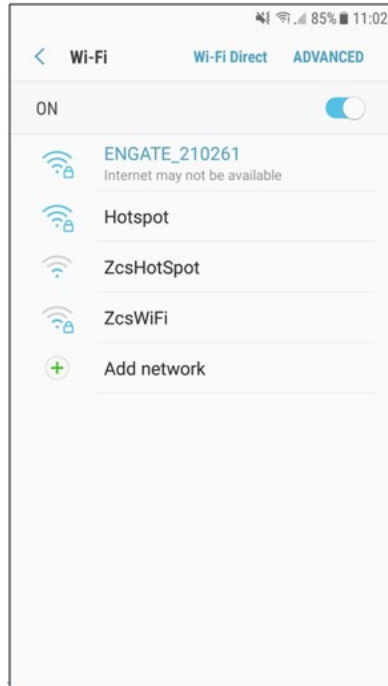 85% 11:02
Wi-Fi Wi-Fi Direct ADVANCED
ON
ENGATE_210261
Internet may not be available
Hotspot
ZcsHotSpot
ZcsWiFi
Add network